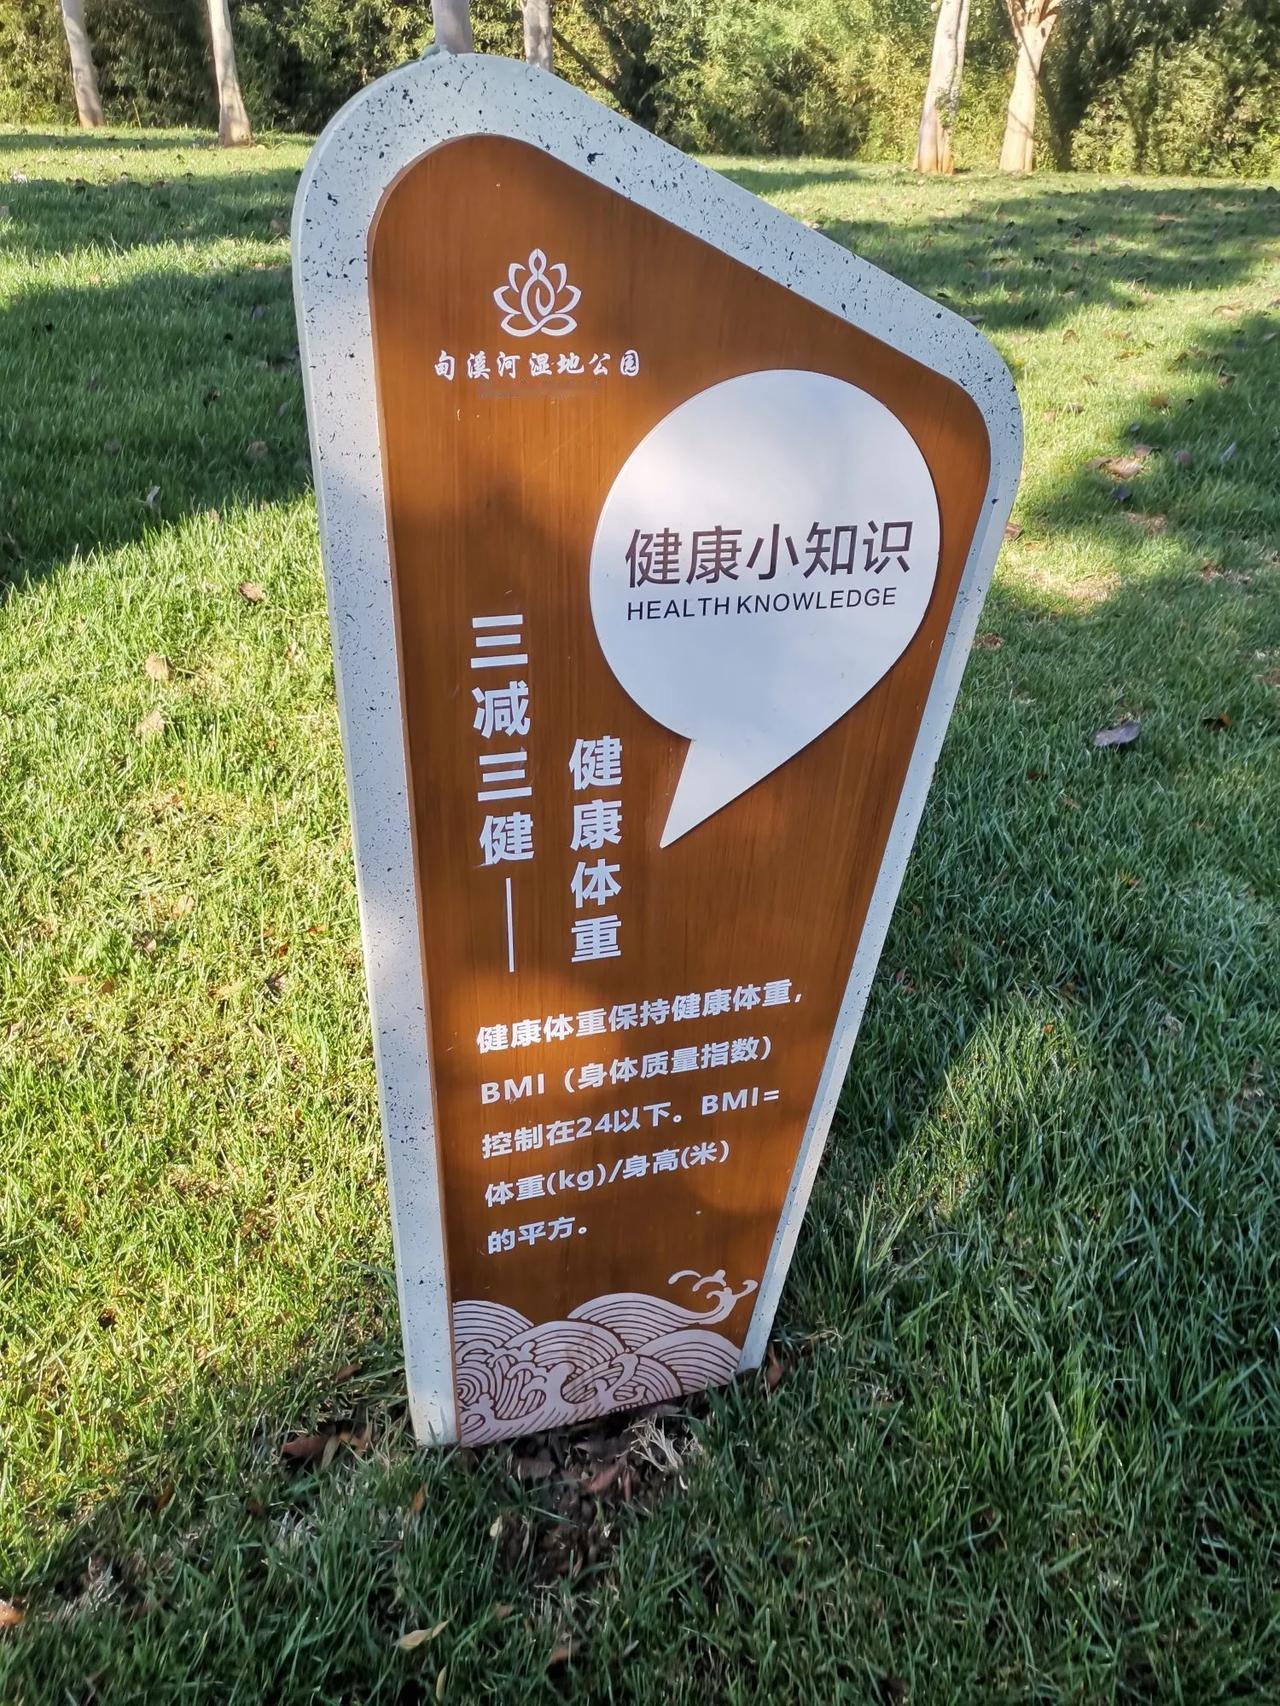 甸溪河湿地公园
健康小知识
HEALTH KNOWLEDGE
三减三健——
健康体重
健康体重保持健康体重，
BMI（身体质量指数）
控制在24以下。BMI=
体重(kg)/身高(米)
的平方。